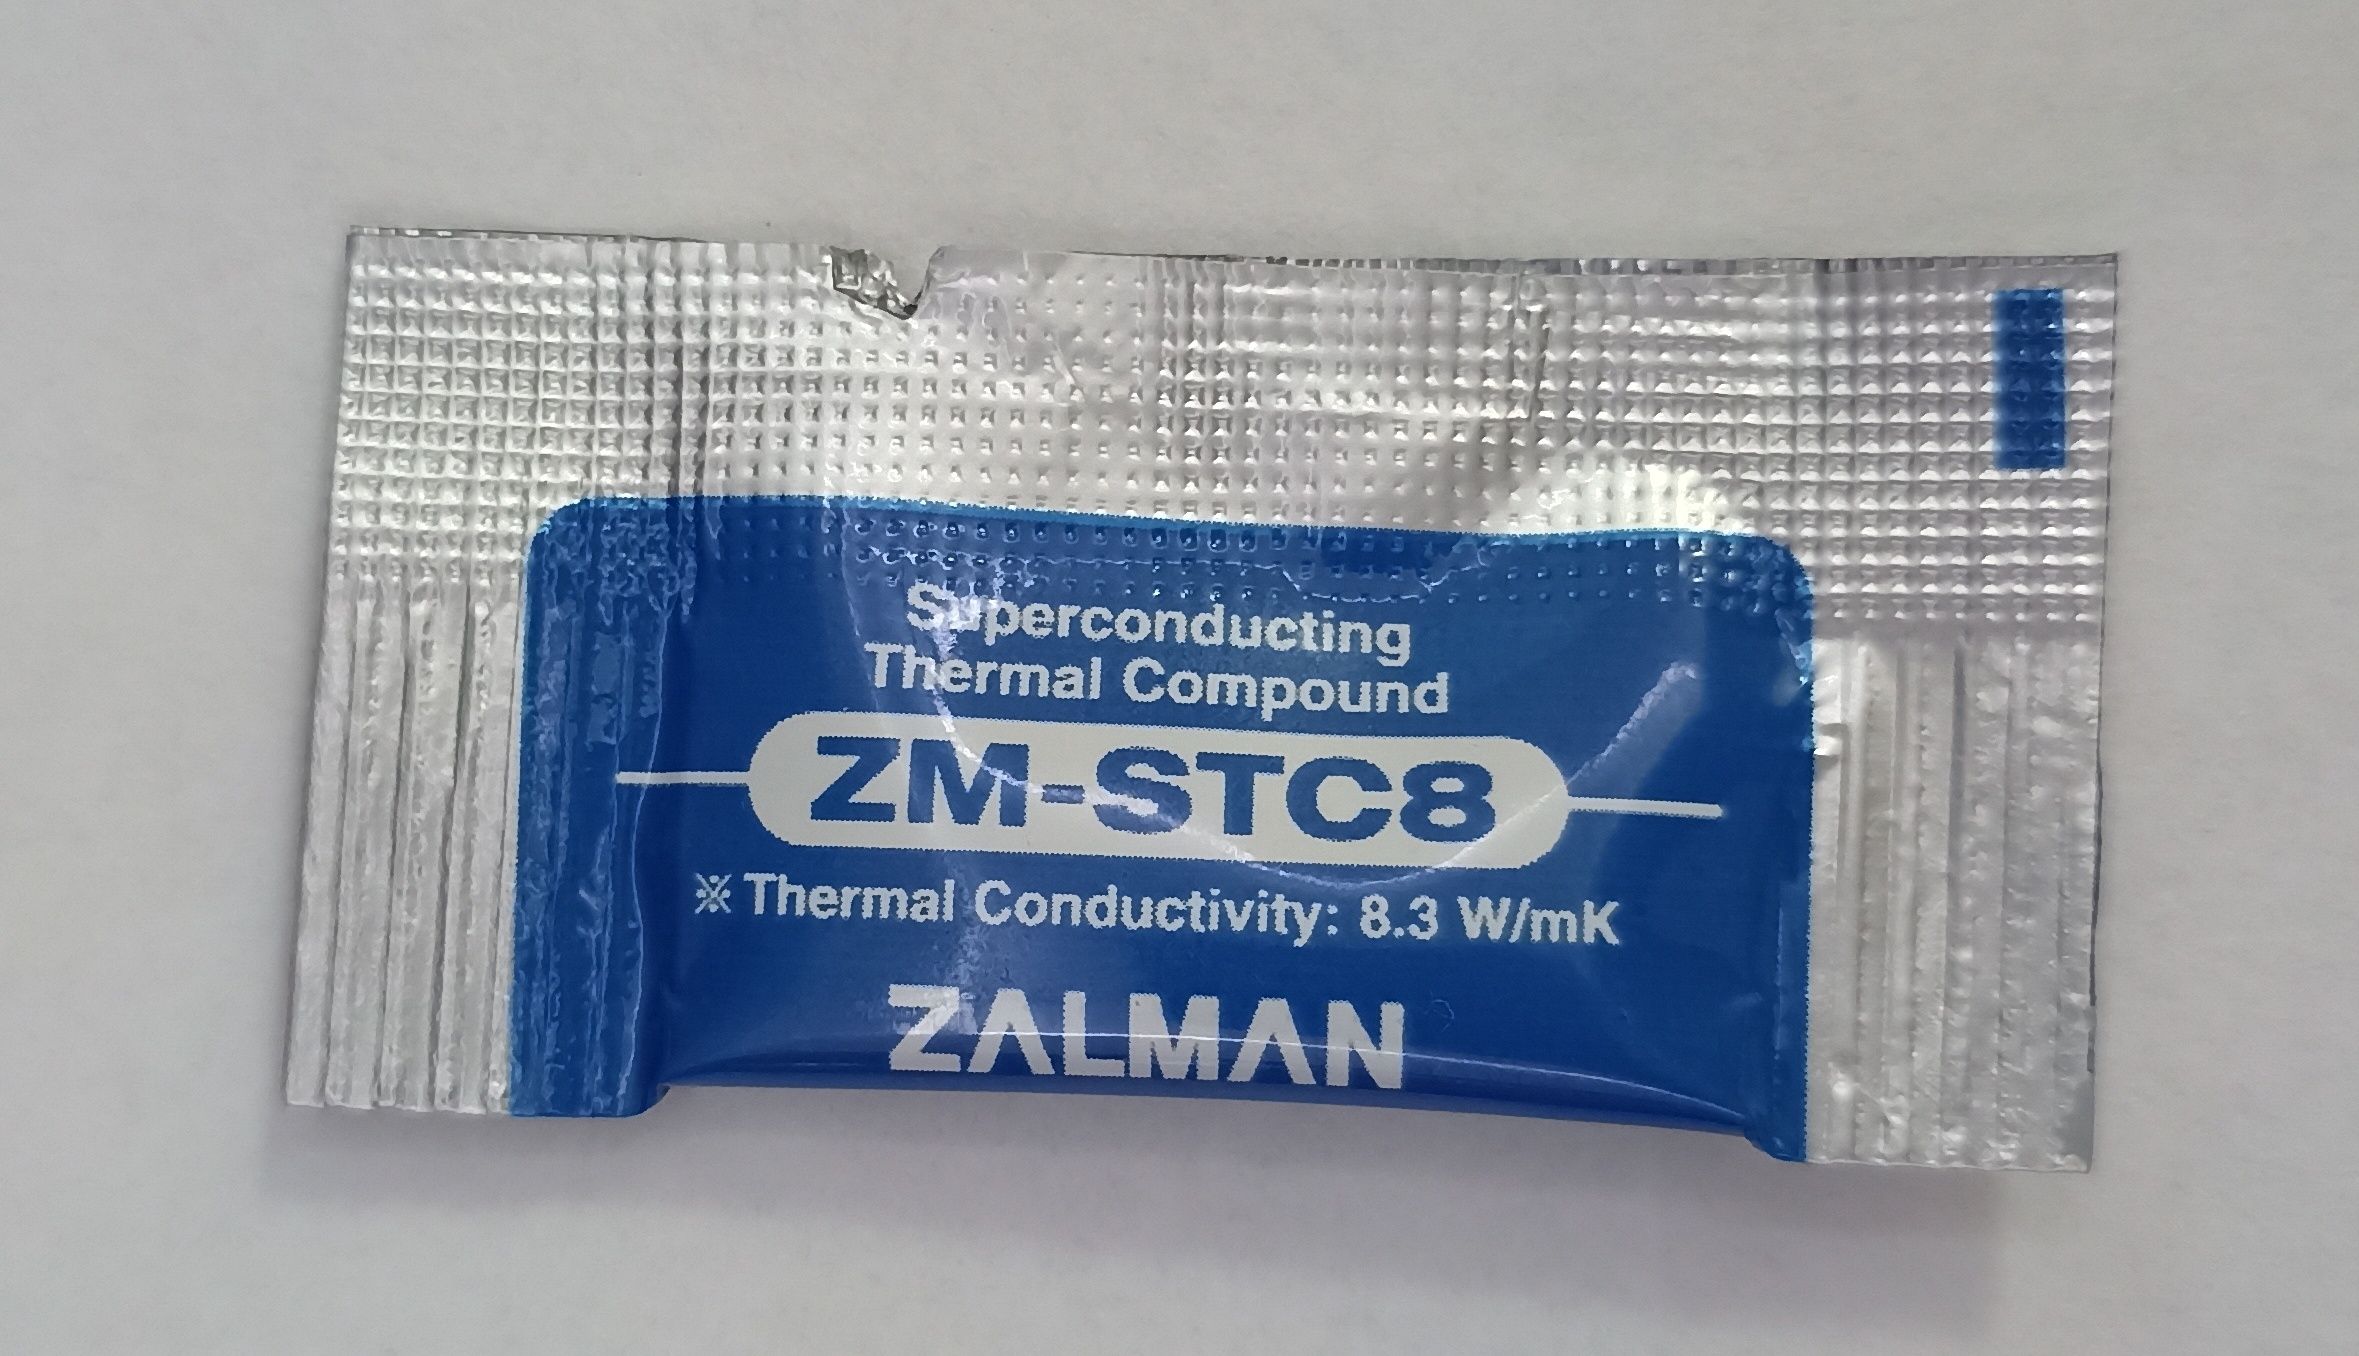 Superconducting
Thermal Compound
ZM-STC8
※ Thermal Conductivity: 8.3 W/mK
ZALMAN